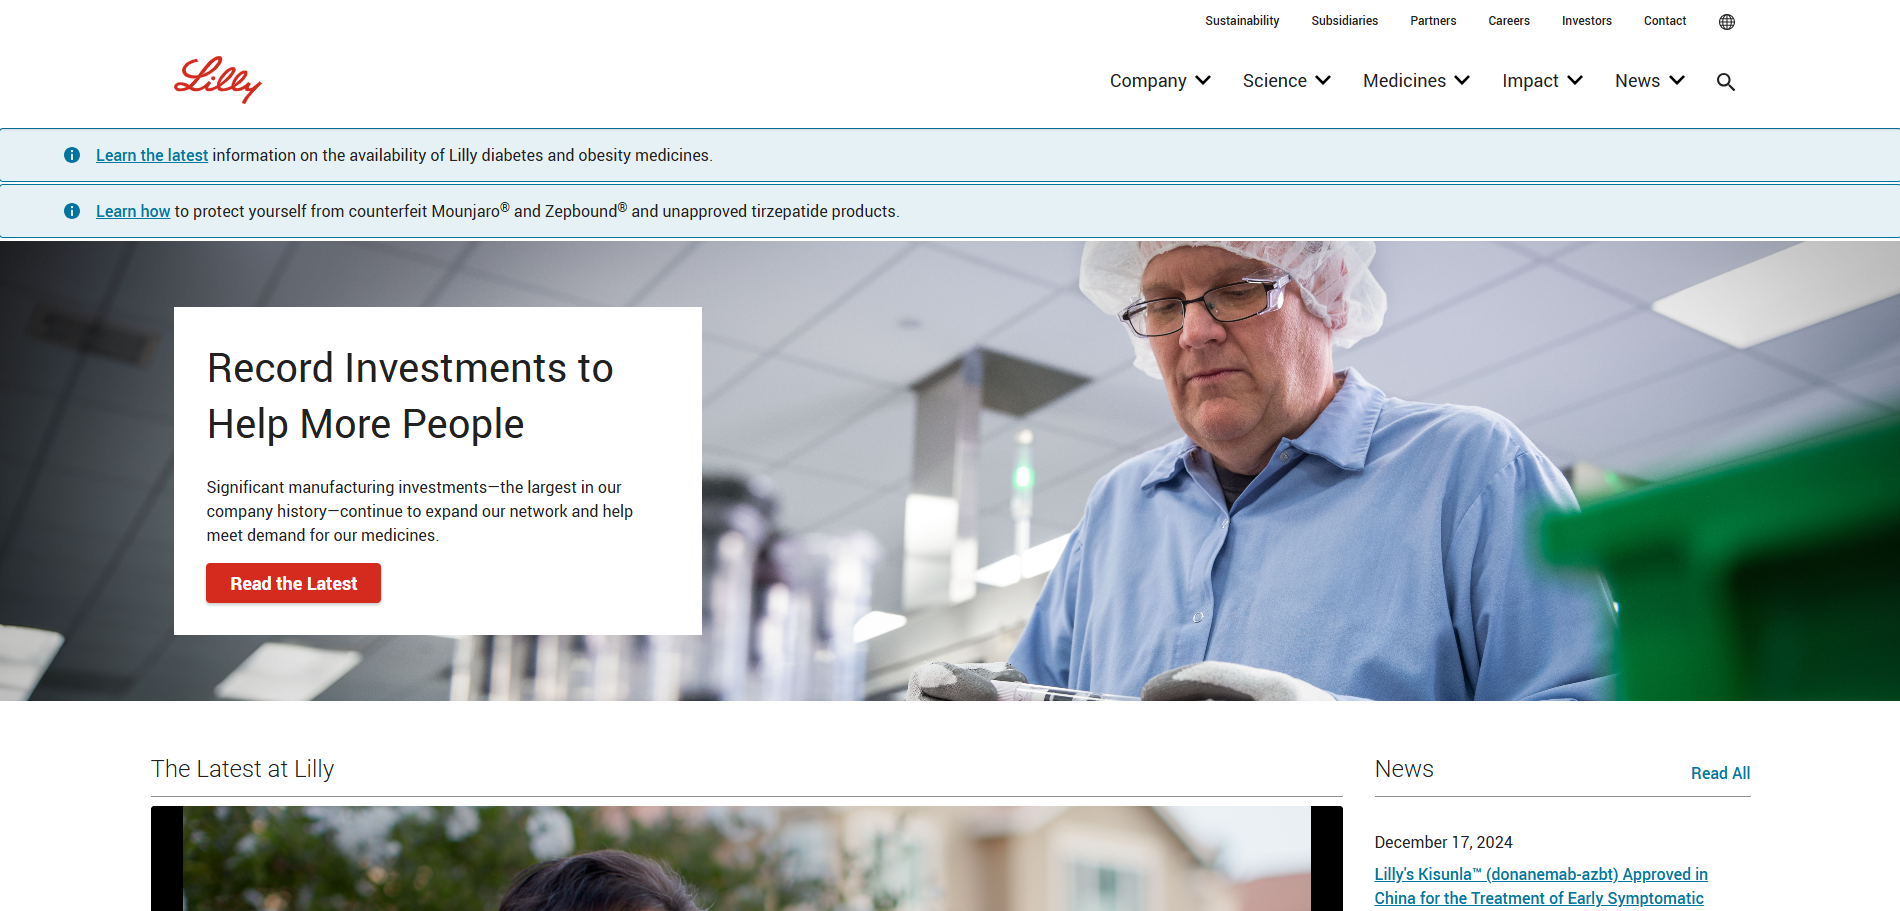 Sustainability Subsidiaries Partners Careers Investors Contact
Lilly
Company Science Medicines Impact News
Learn the latest information on the availability of Lilly diabetes and obesity medicines.
Learn how to protect yourself from counterfeit Mounjaro® and Zepbound® and unapproved tirzepatide products.
Record Investments to
Help More People
Significant manufacturing investments—the largest in our
company history—continue to expand our network and help
meet demand for our medicines.
Read the Latest
The Latest at Lilly
News
Read All
December 17, 2024
Lilly's Kisunla™ (donanemab-azbt) Approved in
China for the Treatment of Early Symptomatic